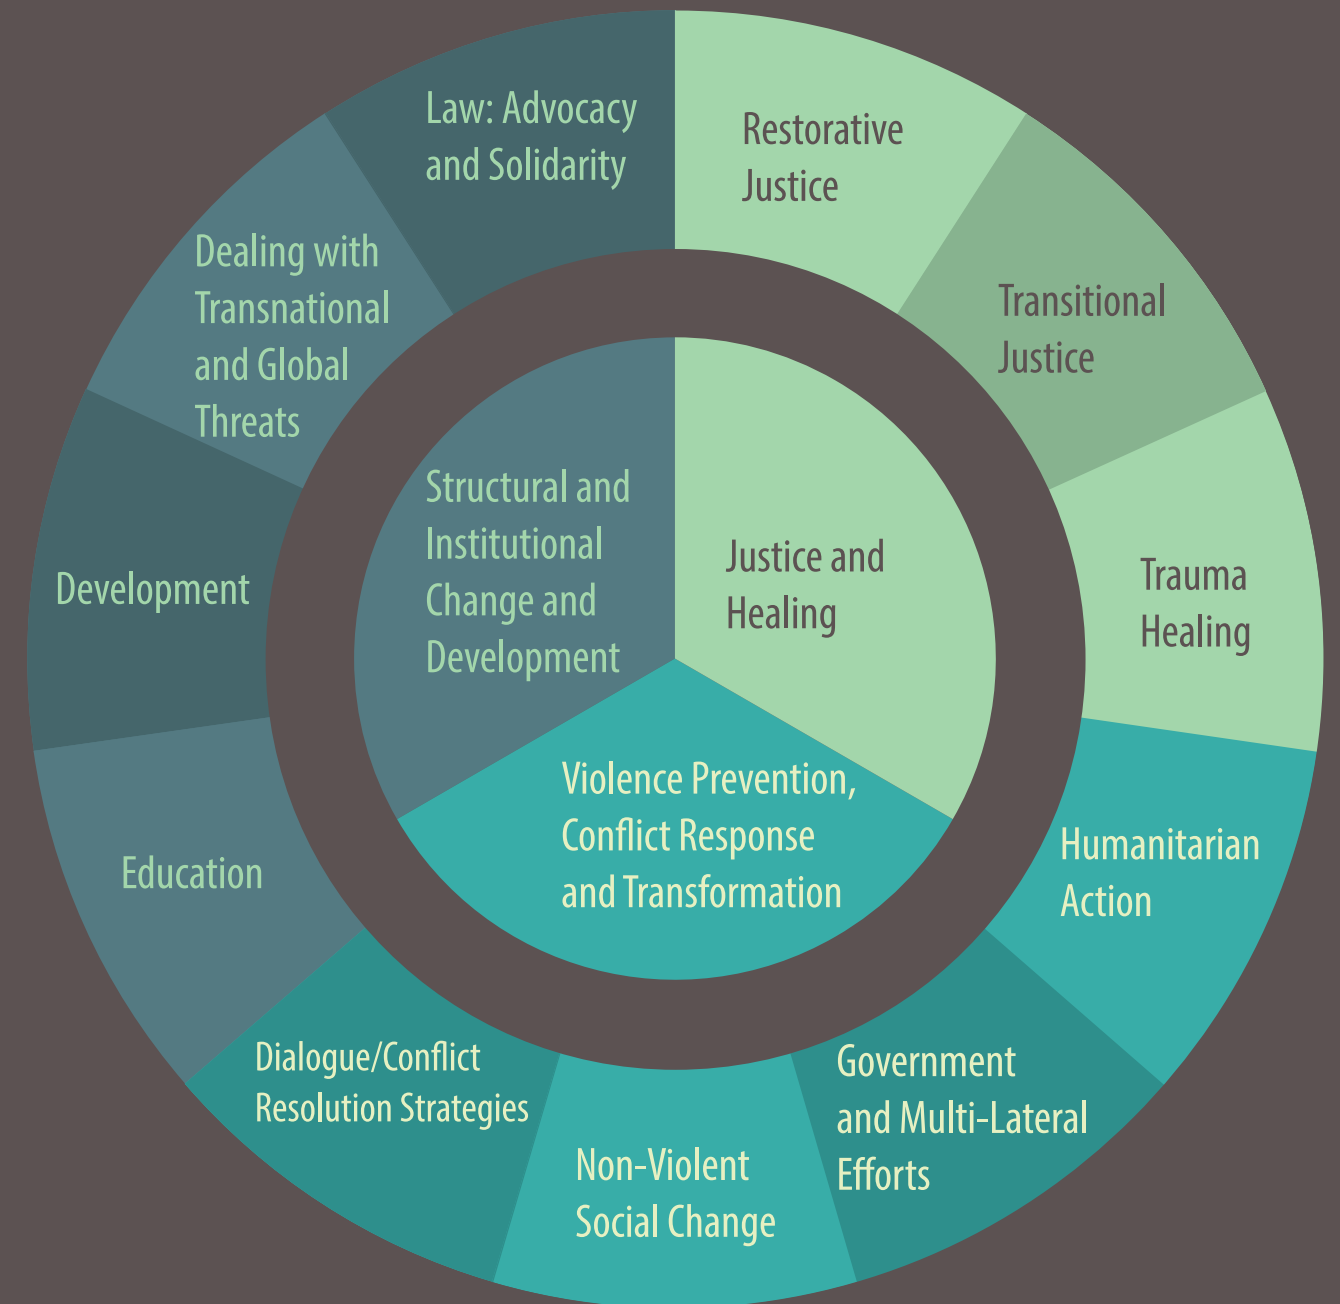 Law: Advocacy
and Solidarity
Restorative
Justice
Transitional
Justice
Trauma
Healing
Humanitarian
Action
Government
and Multi-Lateral
Efforts
Non-Violent
Social Change
Dialogue/Conflict
Resolution Strategies
Education
Development
Dealing with
Transnational
and Global
Threats
Structural and
Institutional
Change and
Development
Justice and
Healing
Violence Prevention,
Conflict Response
and Transformation